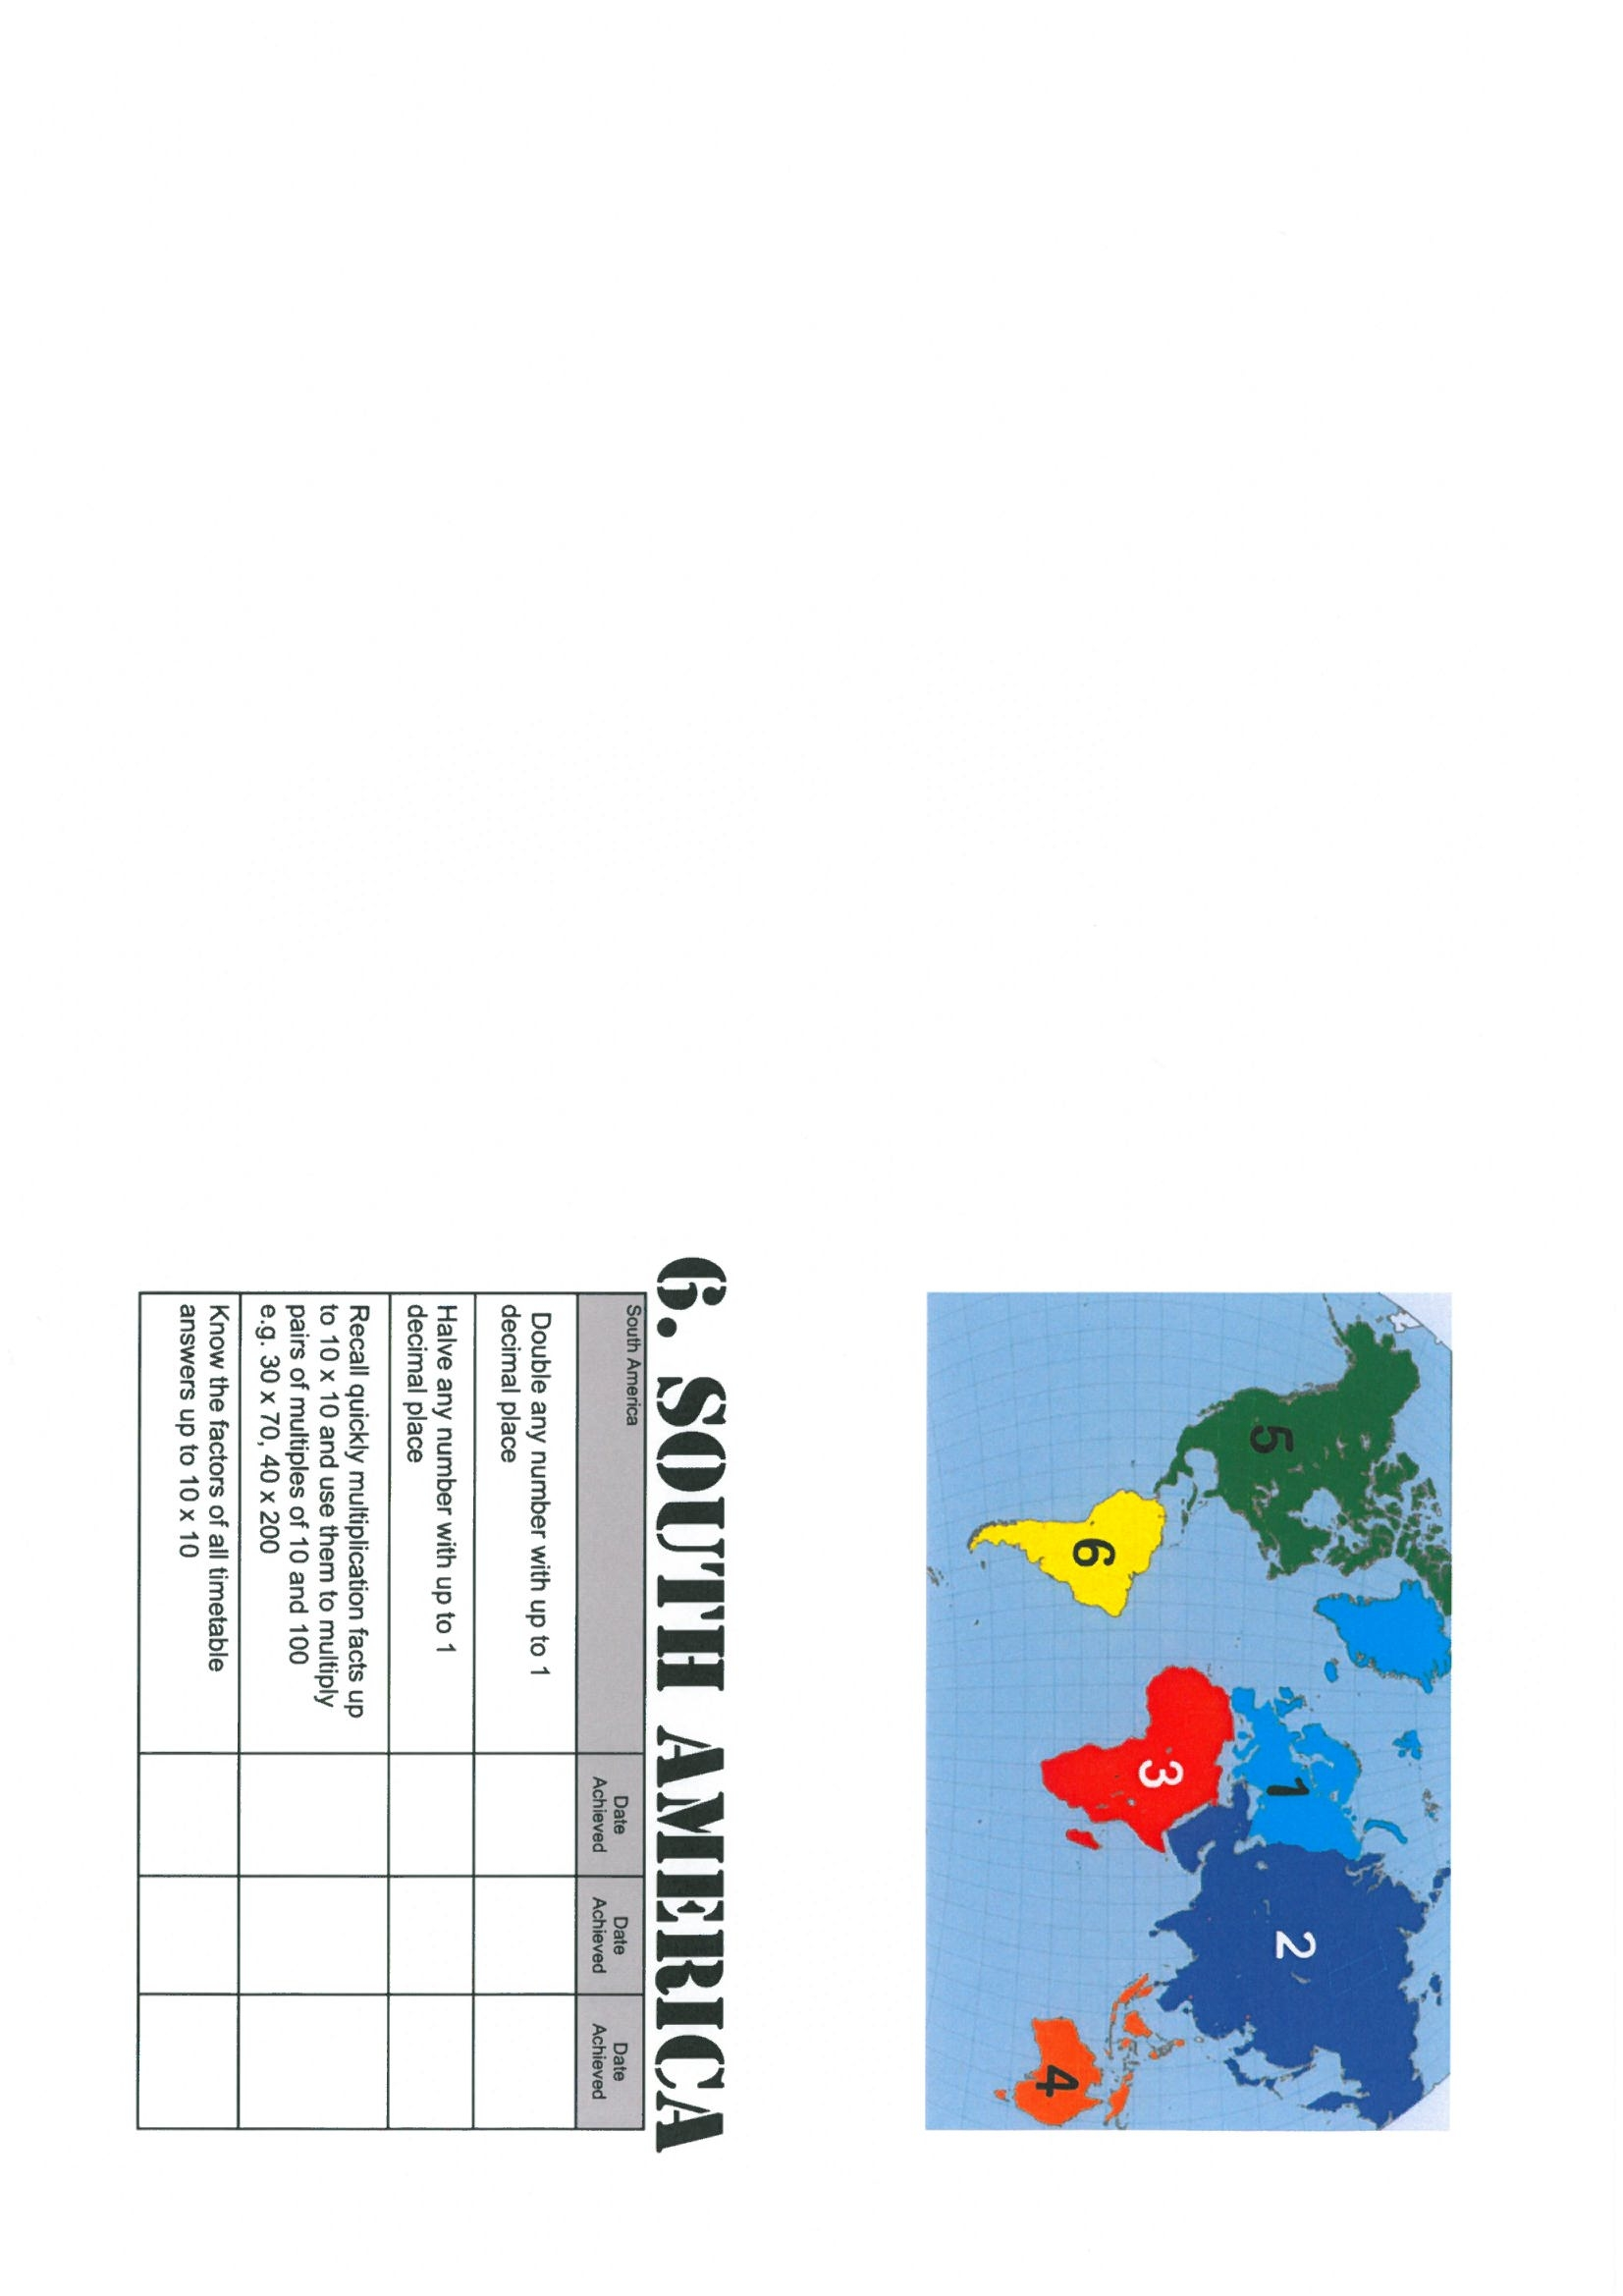 5
6
1
3
2
4
6. SOUTH AMERICA
South America
Date
Achieved
Date
Achieved
Date
Achieved
Double any number with up to 1
decimal place
Halve any number with up to 1
decimal place
Recall quickly multiplication facts up
to 10 x 10 and use them to multiply
pairs of multiples of 10 and 100
e.g. 30 x 70, 40 x 200
Know the factors of all timetable
answers up to 10 x 10